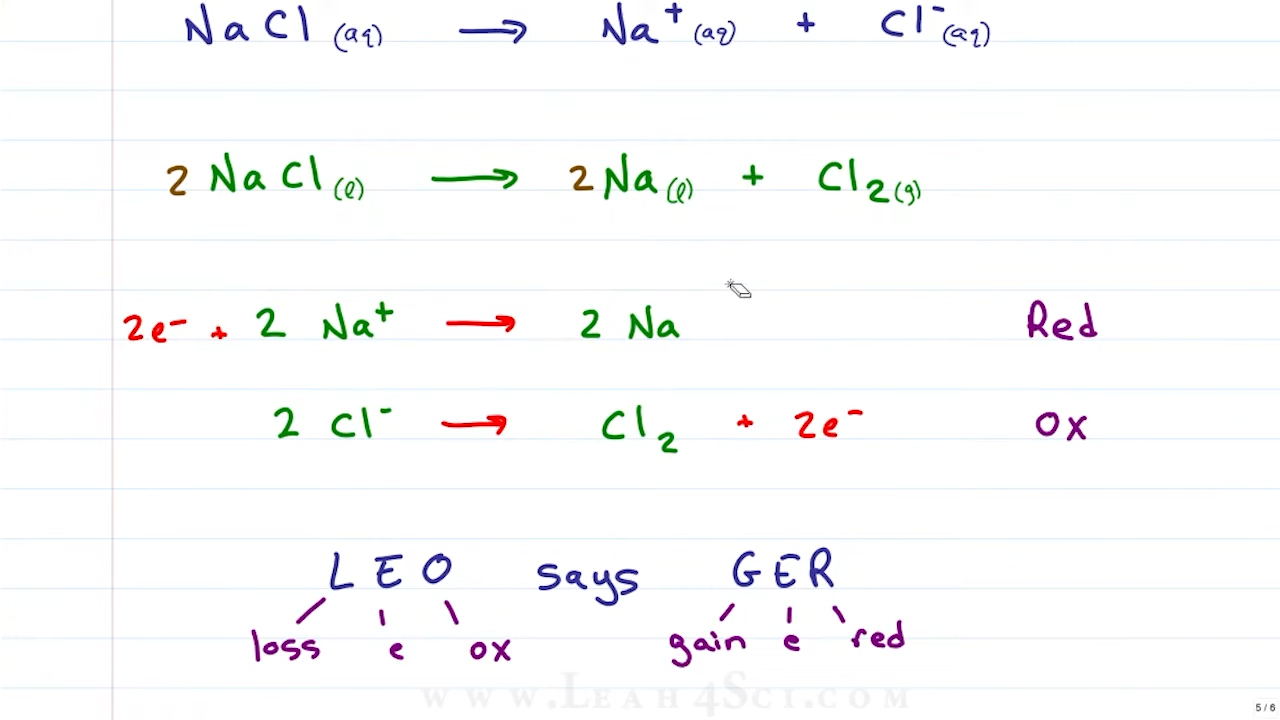 NaCl (aq) → Na⁺ (aq) + Cl⁻ (aq)
2 NaCl (l) → 2 Na (l) + Cl₂ (g)
2e⁻ + 2 Na⁺ → 2 Na Red
2 Cl⁻ → Cl₂ + 2e⁻ Ox
LEO says GER
loss e ox gain e red
www.Leah4Sci.com
5 / 6